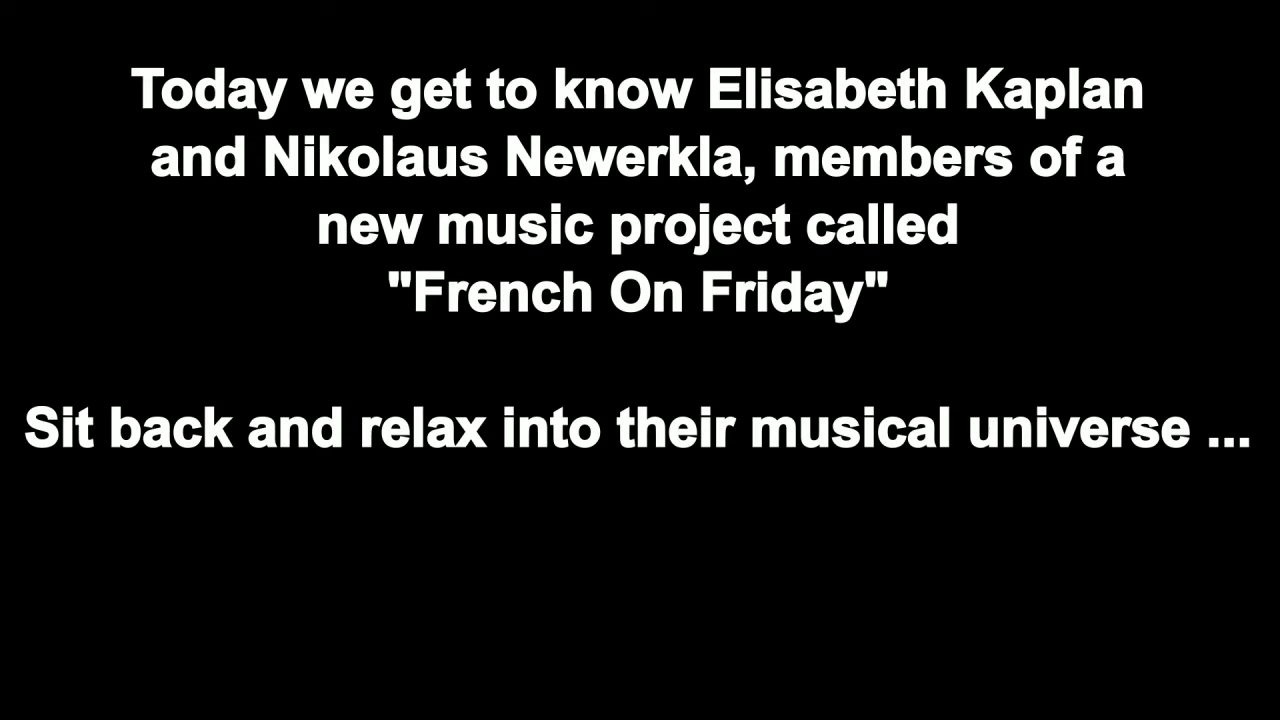 Today we get to know Elisabeth Kaplan
and Nikolaus Newerkla, members of a
new music project called
"French On Friday"
Sit back and relax into their musical universe ...